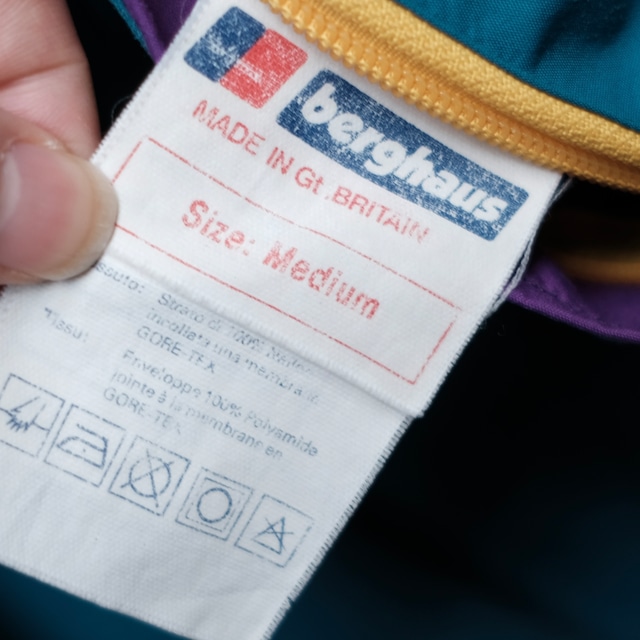 berghaus
MADE IN Gt.BRITAIN
Size: Medium
Tissu:
GORE-TEX
Enveloppe 100% Polyamide
jointe à la membrane en
GORE-TEX